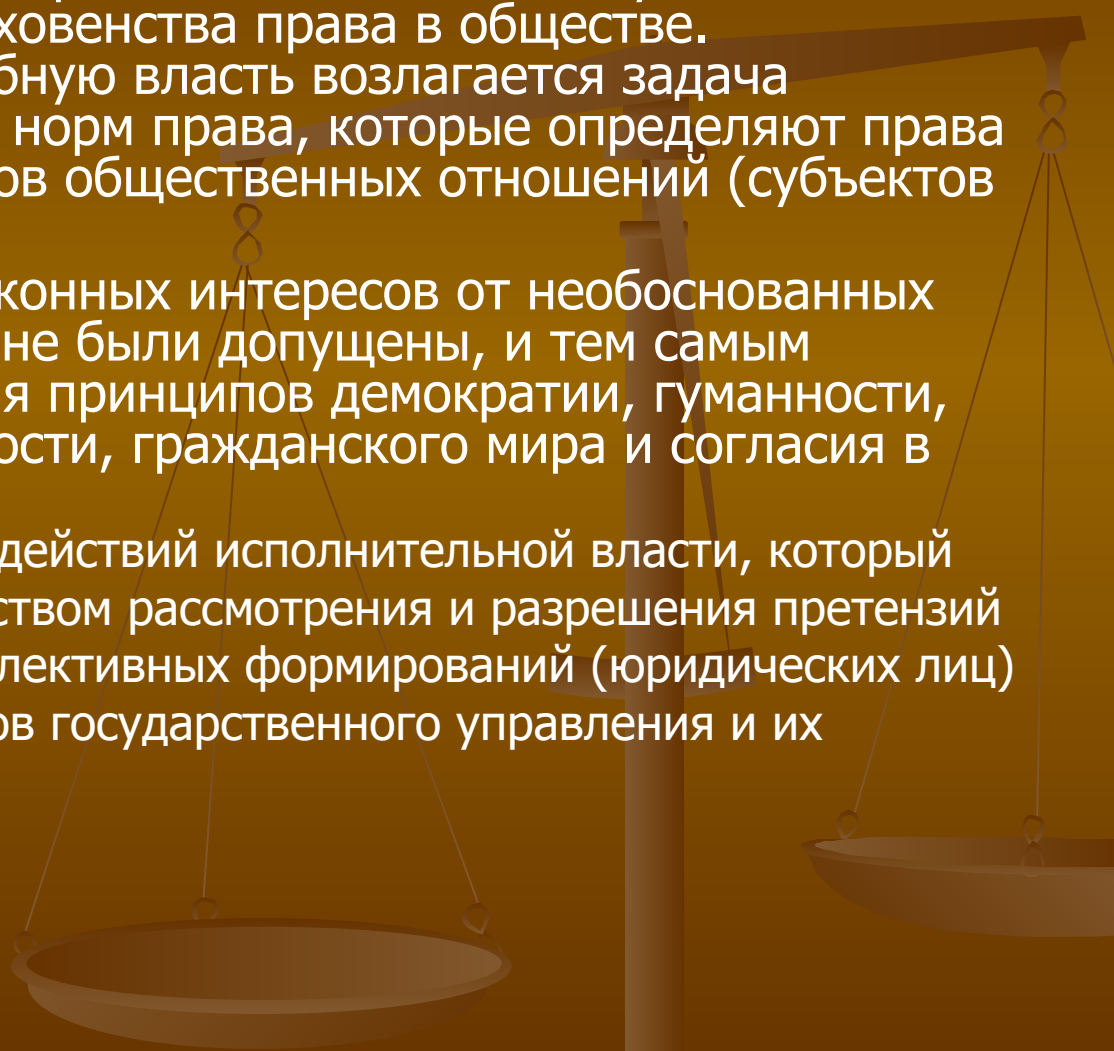 ховенства права в обществе.
бную власть возлагается задача
норм права, которые определяют права
ов общественных отношений (субъектов
конных интересов от необоснованных
не были допущены, и тем самым
я принципов демократии, гуманности,
ости, гражданского мира и согласия в
действий исполнительной власти, который
ством рассмотрения и разрешения претензий
лективных формирований (юридических лиц)
ов государственного управления и их